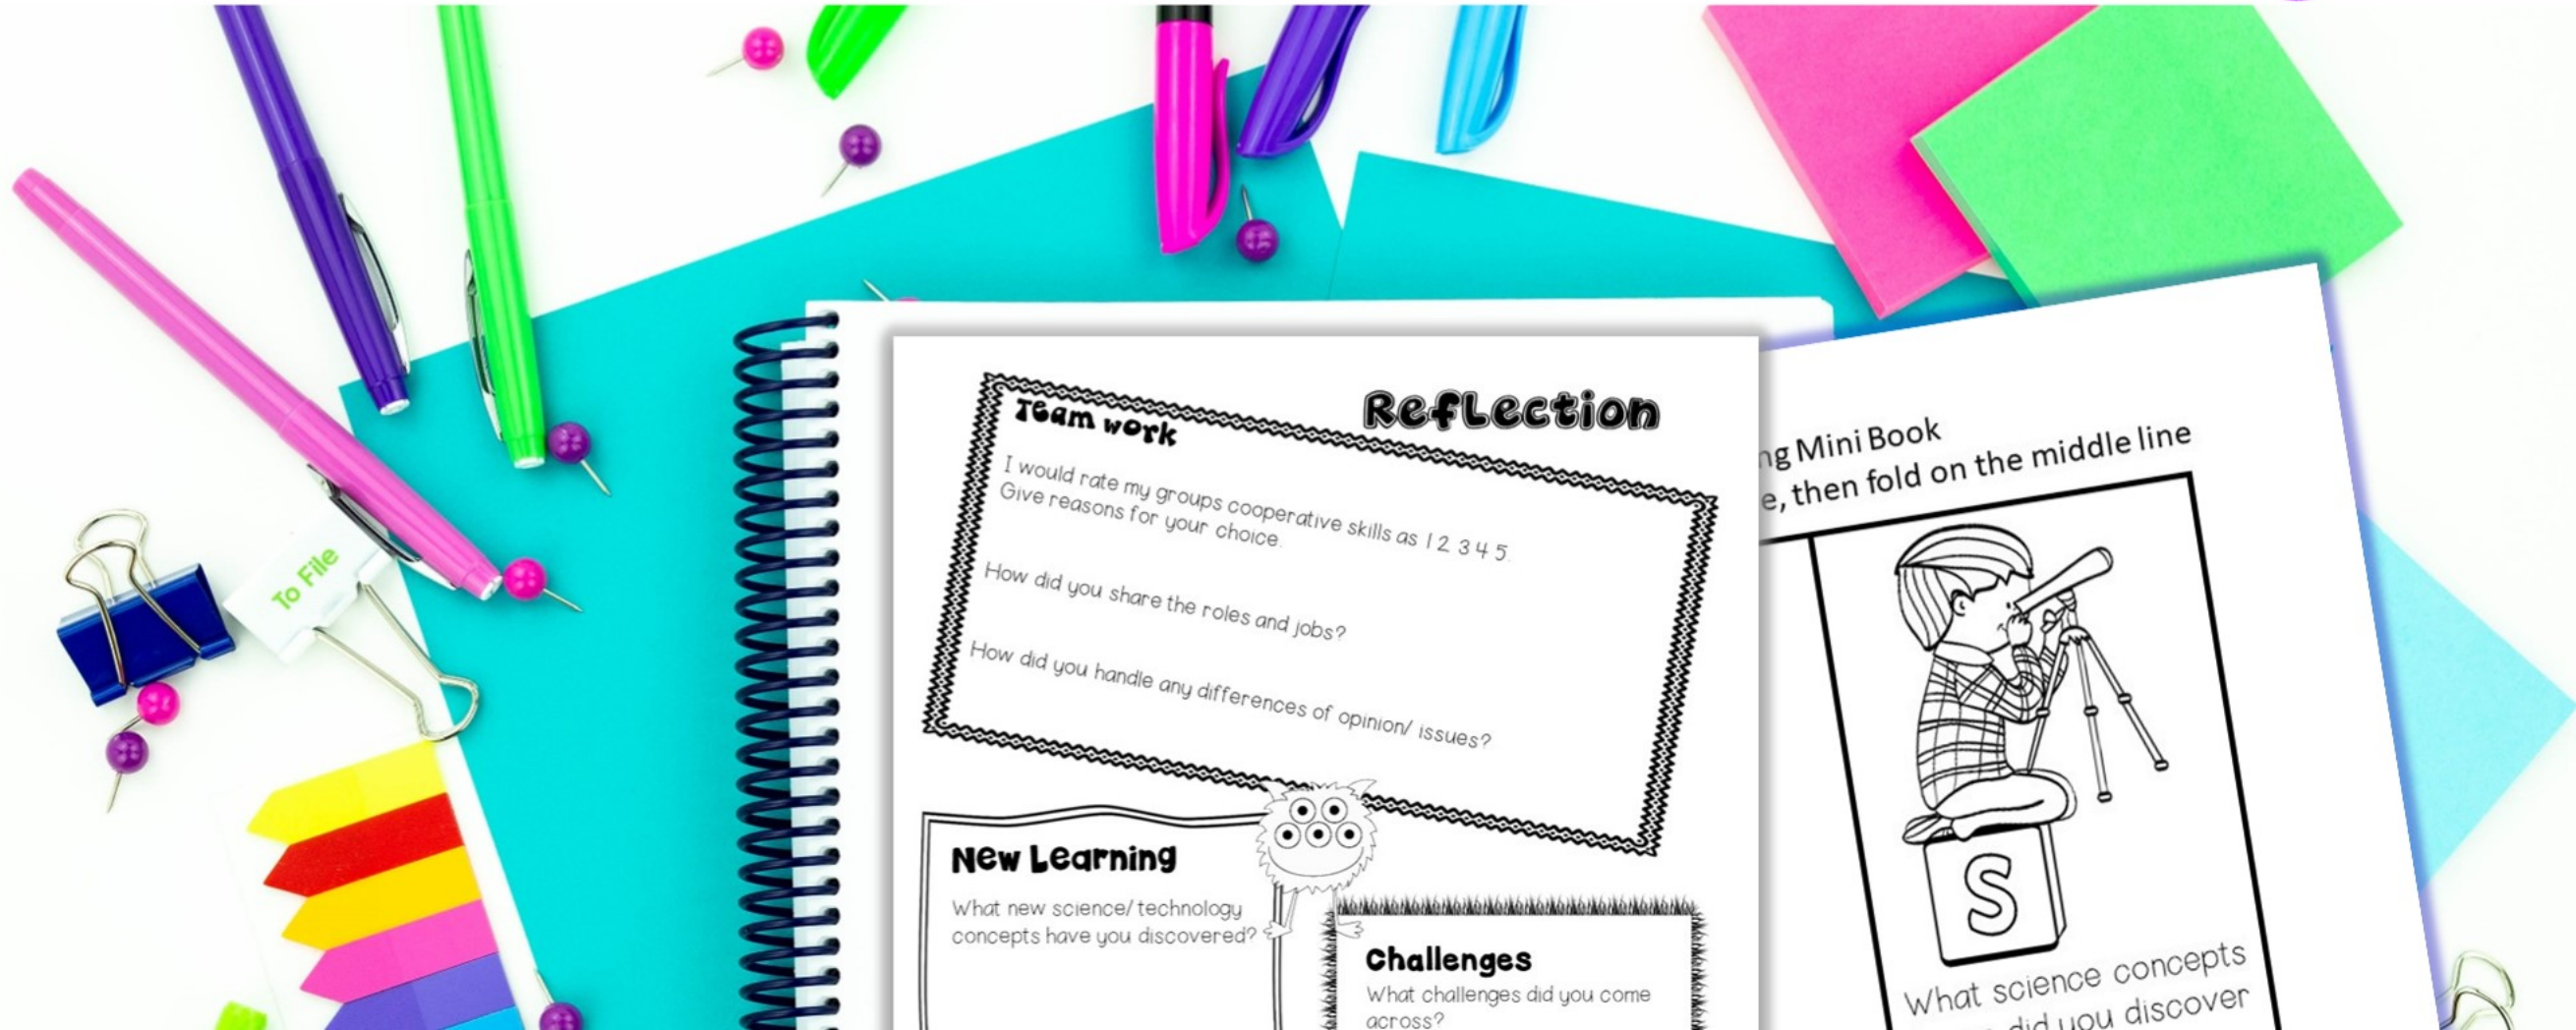 To File
Reflection
Team work
I would rate my groups cooperative skills as 1 2 3 4 5.
Give reasons for your choice.
How did you share the roles and jobs?
How did you handle any differences of opinion/ issues?
New Learning
What new science/ technology
concepts have you discovered?
Challenges
What challenges did you come
across?
Mini Book
, then fold on the middle line
S
What science concepts
did you discover